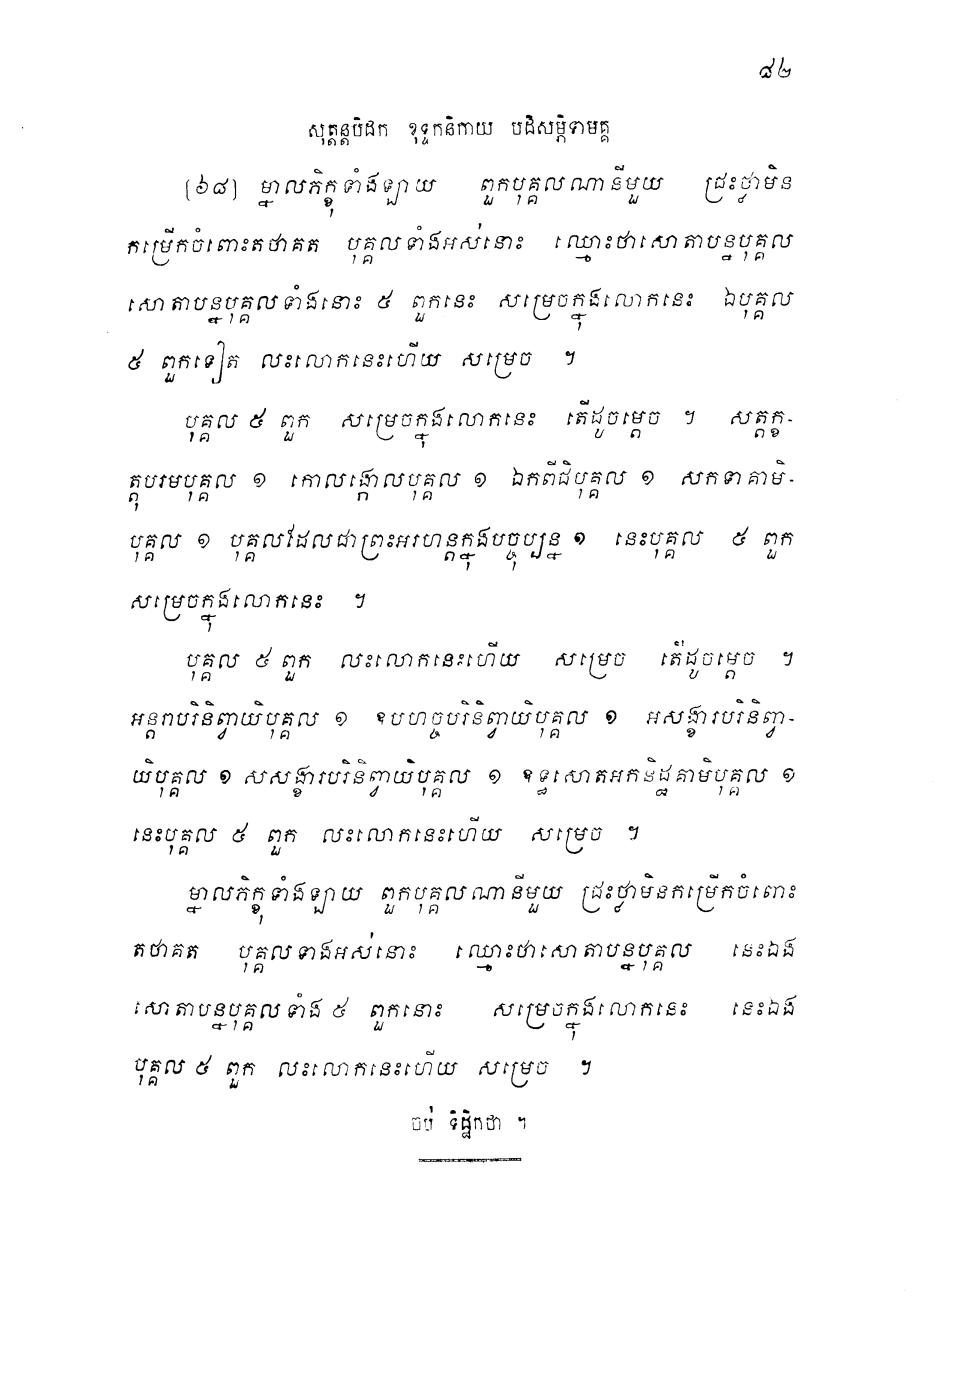 ៨២
សុត្តន្តបិដក ខុទ្ទកនិកាយ បដិសម្ភិទាមគ្គ
[៦៨] ម្នាលភិក្ខុទាំងឡាយ ពួកបុគ្គលណានីមួយ ជ្រះថ្លាមិន
កម្រើកចំពោះតថាគត បុគ្គលទាំងអស់នោះ ឈ្មោះថាសោតាបន្នបុគ្គល
សោតាបន្នបុគ្គលទាំងនោះ ៥ ពួកនេះ សម្រេចក្នុងលោកនេះ ឯបុគ្គល
៥ ពួកទៀត លះលោកនេះហើយ សម្រេច ។
បុគ្គល ៥ ពួក សម្រេចក្នុងលោកនេះ តើដូចម្តេច ។ សត្តក្ខ-
ត្តុបរមបុគ្គល ១ កោលង្កោលបុគ្គល ១ ឯកពីជិបុគ្គល ១ សកទាគាមិ-
បុគ្គល ១ បុគ្គលដែលជាព្រះអរហន្តក្នុងបច្ចុប្បន្ន ១ នេះបុគ្គល ៥ ពួក
សម្រេចក្នុងលោកនេះ ។
បុគ្គល ៥ ពួក លះលោកនេះហើយ សម្រេច តើដូចម្តេច ។
អន្តរាបរិនិព្វាយិបុគ្គល ១ ឧបហច្ចបរិនិព្វាយិបុគ្គល ១ អសង្ខារបរិនិព្វា-
យិបុគ្គល ១ សសង្ខារបរិនិព្វាយិបុគ្គល ១ ឧទ្ធំសោតអកនិដ្ឋគាមិបុគ្គល ១
នេះបុគ្គល ៥ ពួក លះលោកនេះហើយ សម្រេច ។
ម្នាលភិក្ខុទាំងឡាយ ពួកបុគ្គលណានីមួយ ជ្រះថ្លាមិនកម្រើកចំពោះ
តថាគត បុគ្គលទាំងអស់នោះ ឈ្មោះថាសោតាបន្នបុគ្គល នេះឯង
សោតាបន្នបុគ្គលទាំង ៥ ពួកនោះ សម្រេចក្នុងលោកនេះ នេះឯង
បុគ្គល ៥ ពួក លះលោកនេះហើយ សម្រេច ។
ចប់ ទិដ្ឋិកថា ។